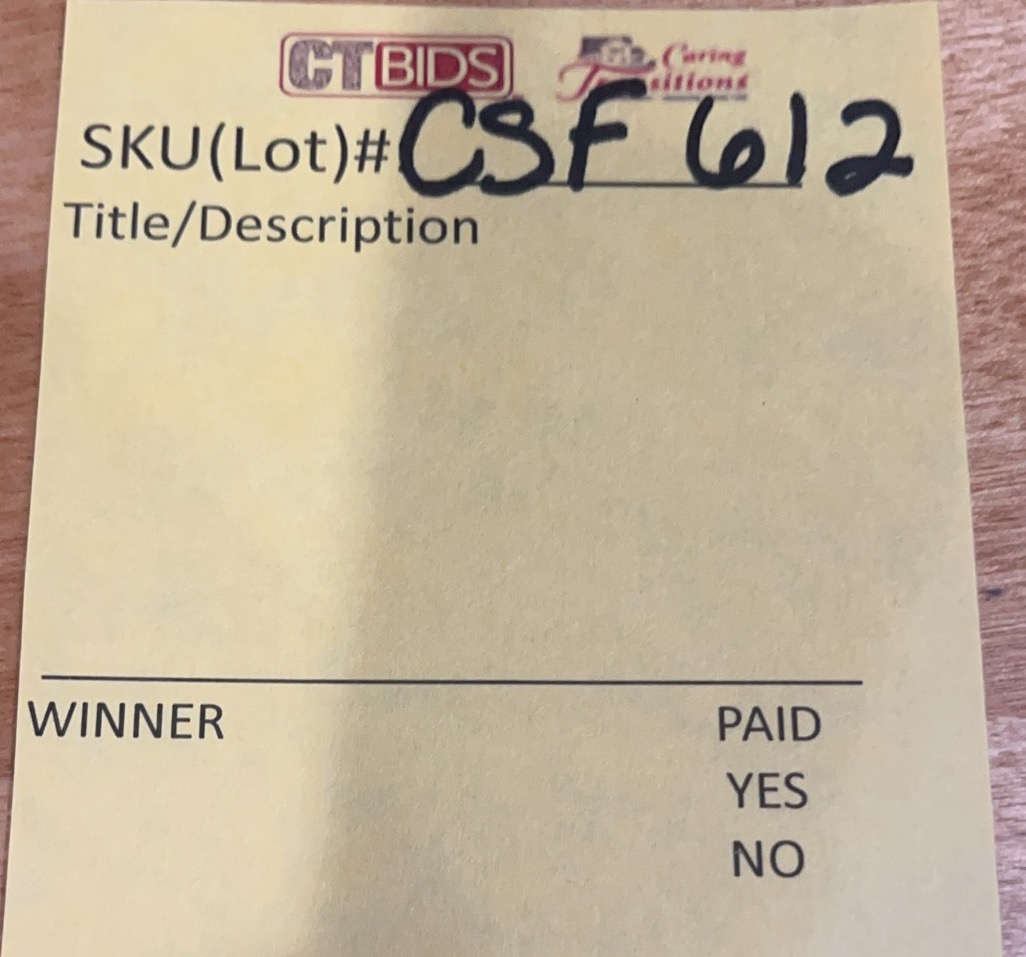 CTBIDS Caring Transitions
SKU(Lot)# CSF 612
Title/Description
WINNER PAID
YES
NO